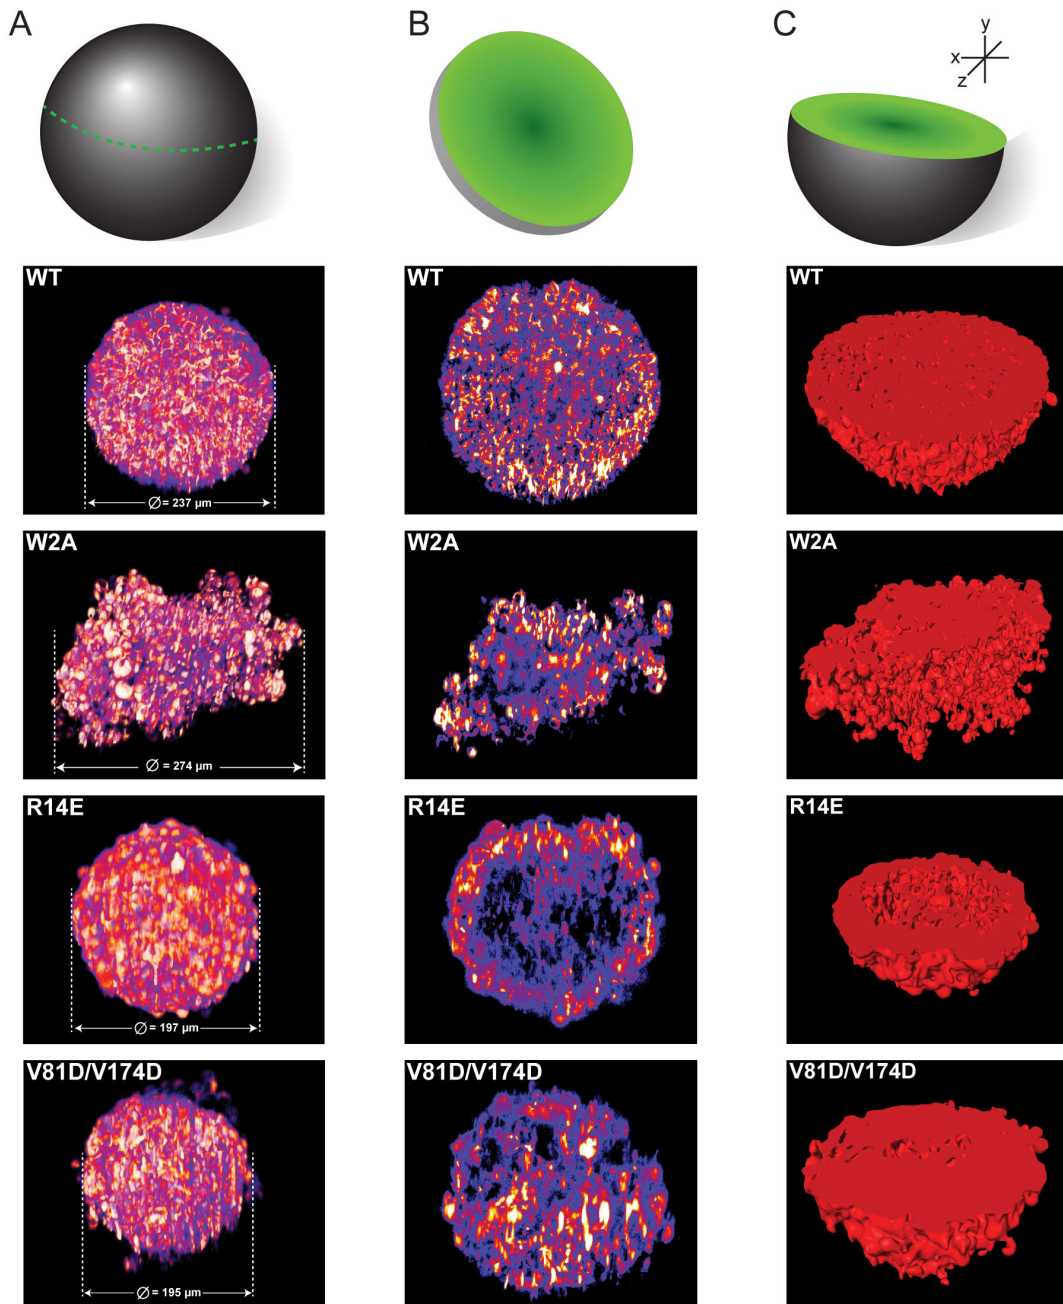 A B C
y
x
z
WT WT WT
Ø = 237 µm
W2A W2A W2A
Ø = 274 µm
R14E R14E R14E
Ø = 197 µm
V81D/V174D V81D/V174D V81D/V174D
Ø = 195 µm